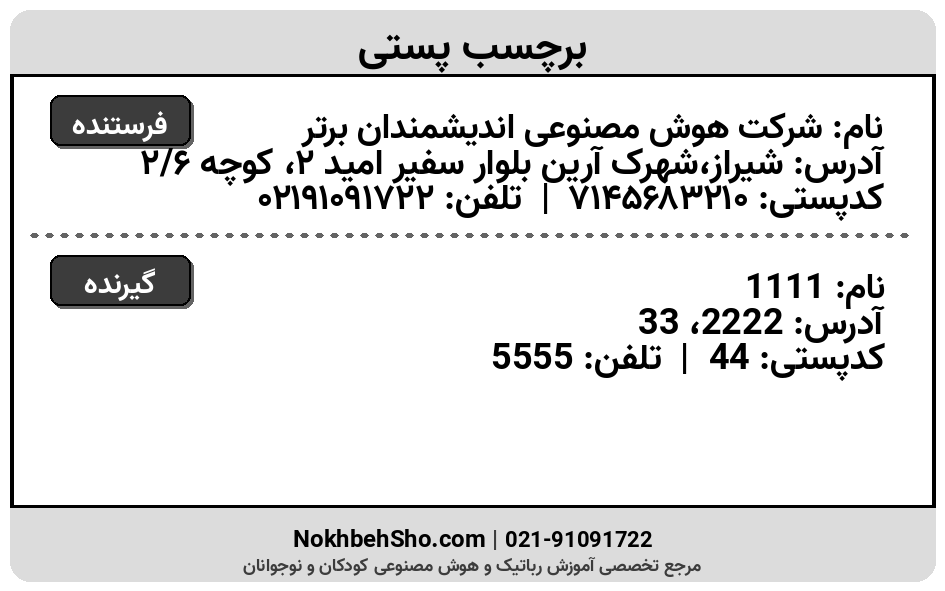 برچسب پستی
فرستنده
نام: شرکت هوش مصنوعی اندیشمندان برتر
آدرس: شیراز،شهرک آرین بلوار سفیر امید ۲، کوچه ۲/۶
کدپستی: ۷۱۴۵۶۸۳۲۱۰ | تلفن: ۰۲۱۹۱۰۹۱۷۲۲
گیرنده
نام: 1111
آدرس: 2222، 33
کدپستی: 44 | تلفن: 5555
NokhbehSho.com | 021-91091722
مرجع تخصصی آموزش رباتیک و هوش مصنوعی کودکان و نوجوانان